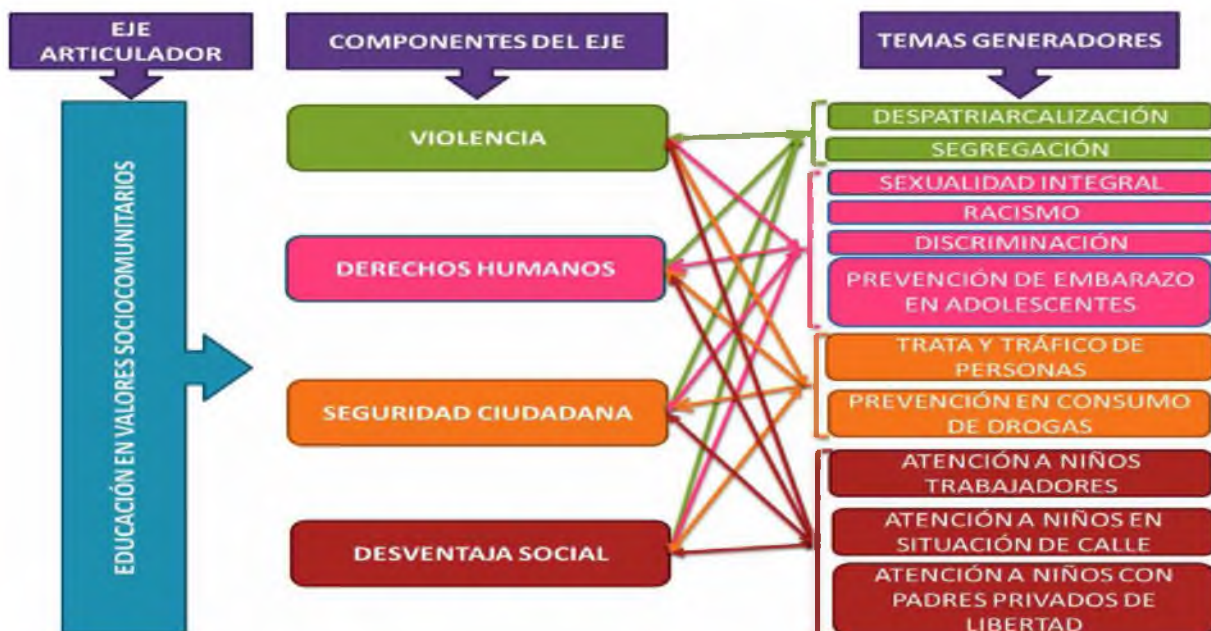 EJE
ARTICULADOR
COMPONENTES DEL EJE
TEMAS GENERADORES
EDUCACIÓN EN VALORES SOCIOCOMUNITARIOS
VIOLENCIA
DERECHOS HUMANOS
SEGURIDAD CIUDADANA
DESVENTAJA SOCIAL
DESPATRIARCALIZACIÓN
SEGREGACIÓN
SEXUALIDAD INTEGRAL
RACISMO
DISCRIMINACIÓN
PREVENCIÓN DE EMBARAZO
EN ADOLESCENTES
TRATA Y TRÁFICO DE
PERSONAS
PREVENCIÓN EN CONSUMO
DE DROGAS
ATENCIÓN A NIÑOS
TRABAJADORES
ATENCIÓN A NIÑOS EN
SITUACIÓN DE CALLE
ATENCIÓN A NIÑOS CON
PADRES PRIVADOS DE
LIBERTAD